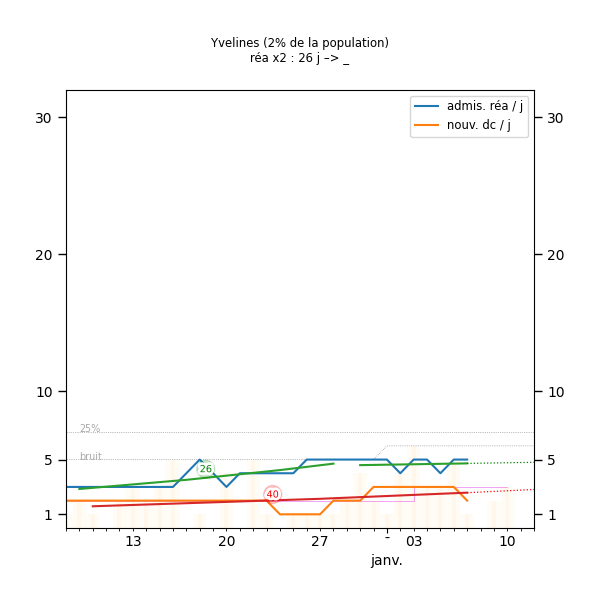 Yvelines (2% de la population)
réa x2 : 26 j –> _
admis. réa / j
nouv. dc / j
30 30
20 20
10 10
25%
bruit
5 5
26
40
1 1
13 20 27 - 03 10
janv.